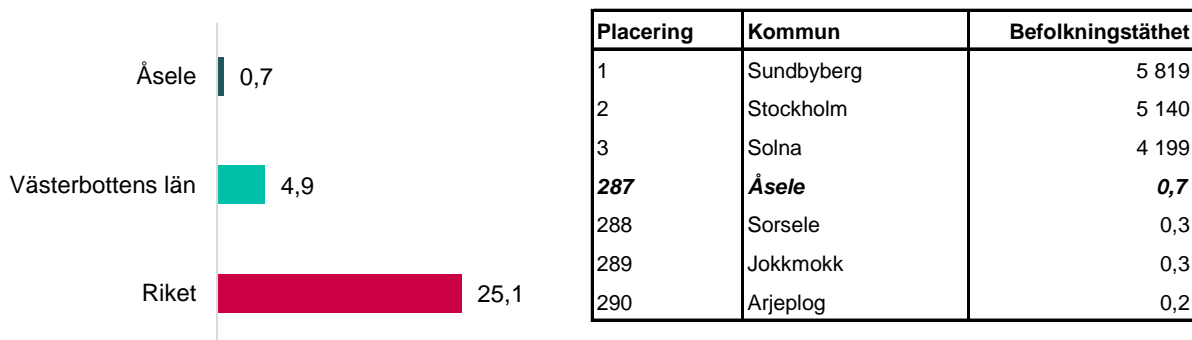 Åsele 0,7
Västerbottens län 4,9
Riket 25,1
Placering Kommun Befolkningstäthet
1 Sundbyberg 5 819
2 Stockholm 5 140
3 Solna 4 199
287 Åsele 0,7
288 Sorsele 0,3
289 Jokkmokk 0,3
290 Arjeplog 0,2